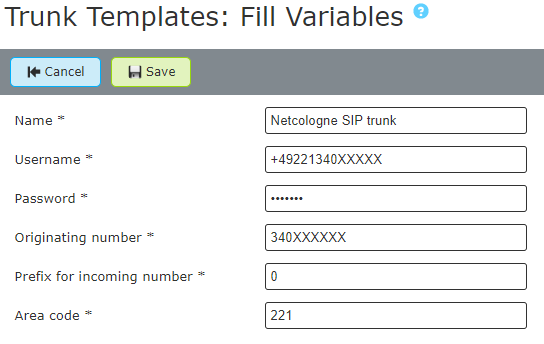 Trunk Templates: Fill Variables ?
Cancel Save
Name * Netcologne SIP trunk
Username * +49221340XXXXX
Password * •••••••
Originating number * 340XXXXXX
Prefix for incoming number * 0
Area code * 221